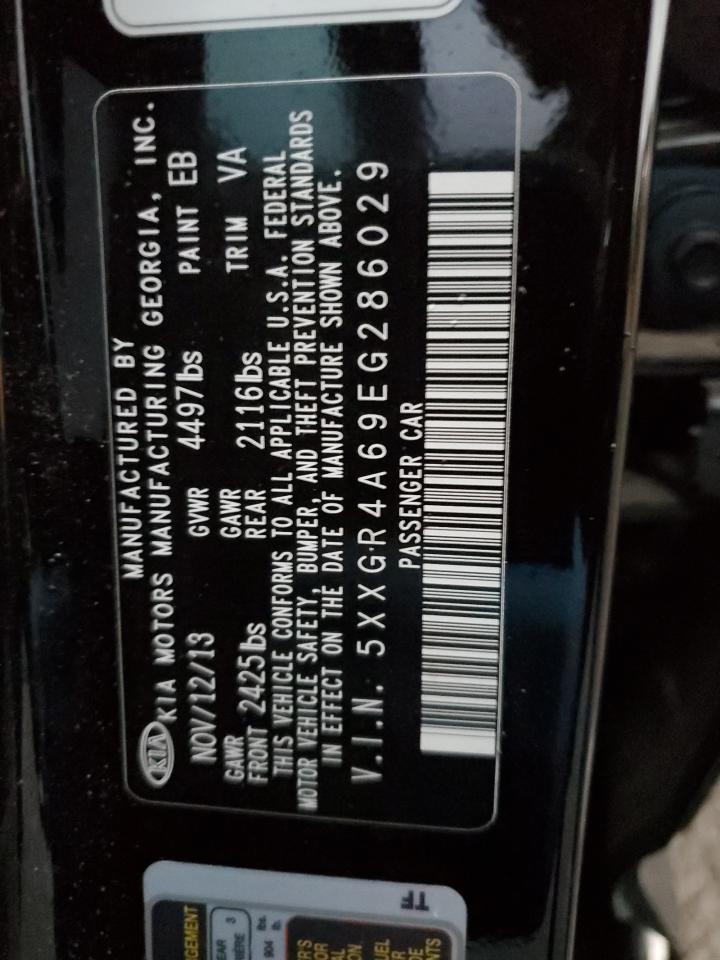 KIA
MANUFACTURED BY
KIA MOTORS MANUFACTURING GEORGIA, INC.
NOV/12/13 GVWR 4497lbs PAINT EB
GAWR FRONT 2425lbs GAWR REAR 2116lbs TRIM VA
THIS VEHICLE CONFORMS TO ALL APPLICABLE U.S.A. FEDERAL
MOTOR VEHICLE SAFETY, BUMPER, AND THEFT PREVENTION STANDARDS
IN EFFECT ON THE DATE OF MANUFACTURE SHOWN ABOVE.
V.I.N. 5XXGR4A69EG286029
PASSENGER CAR